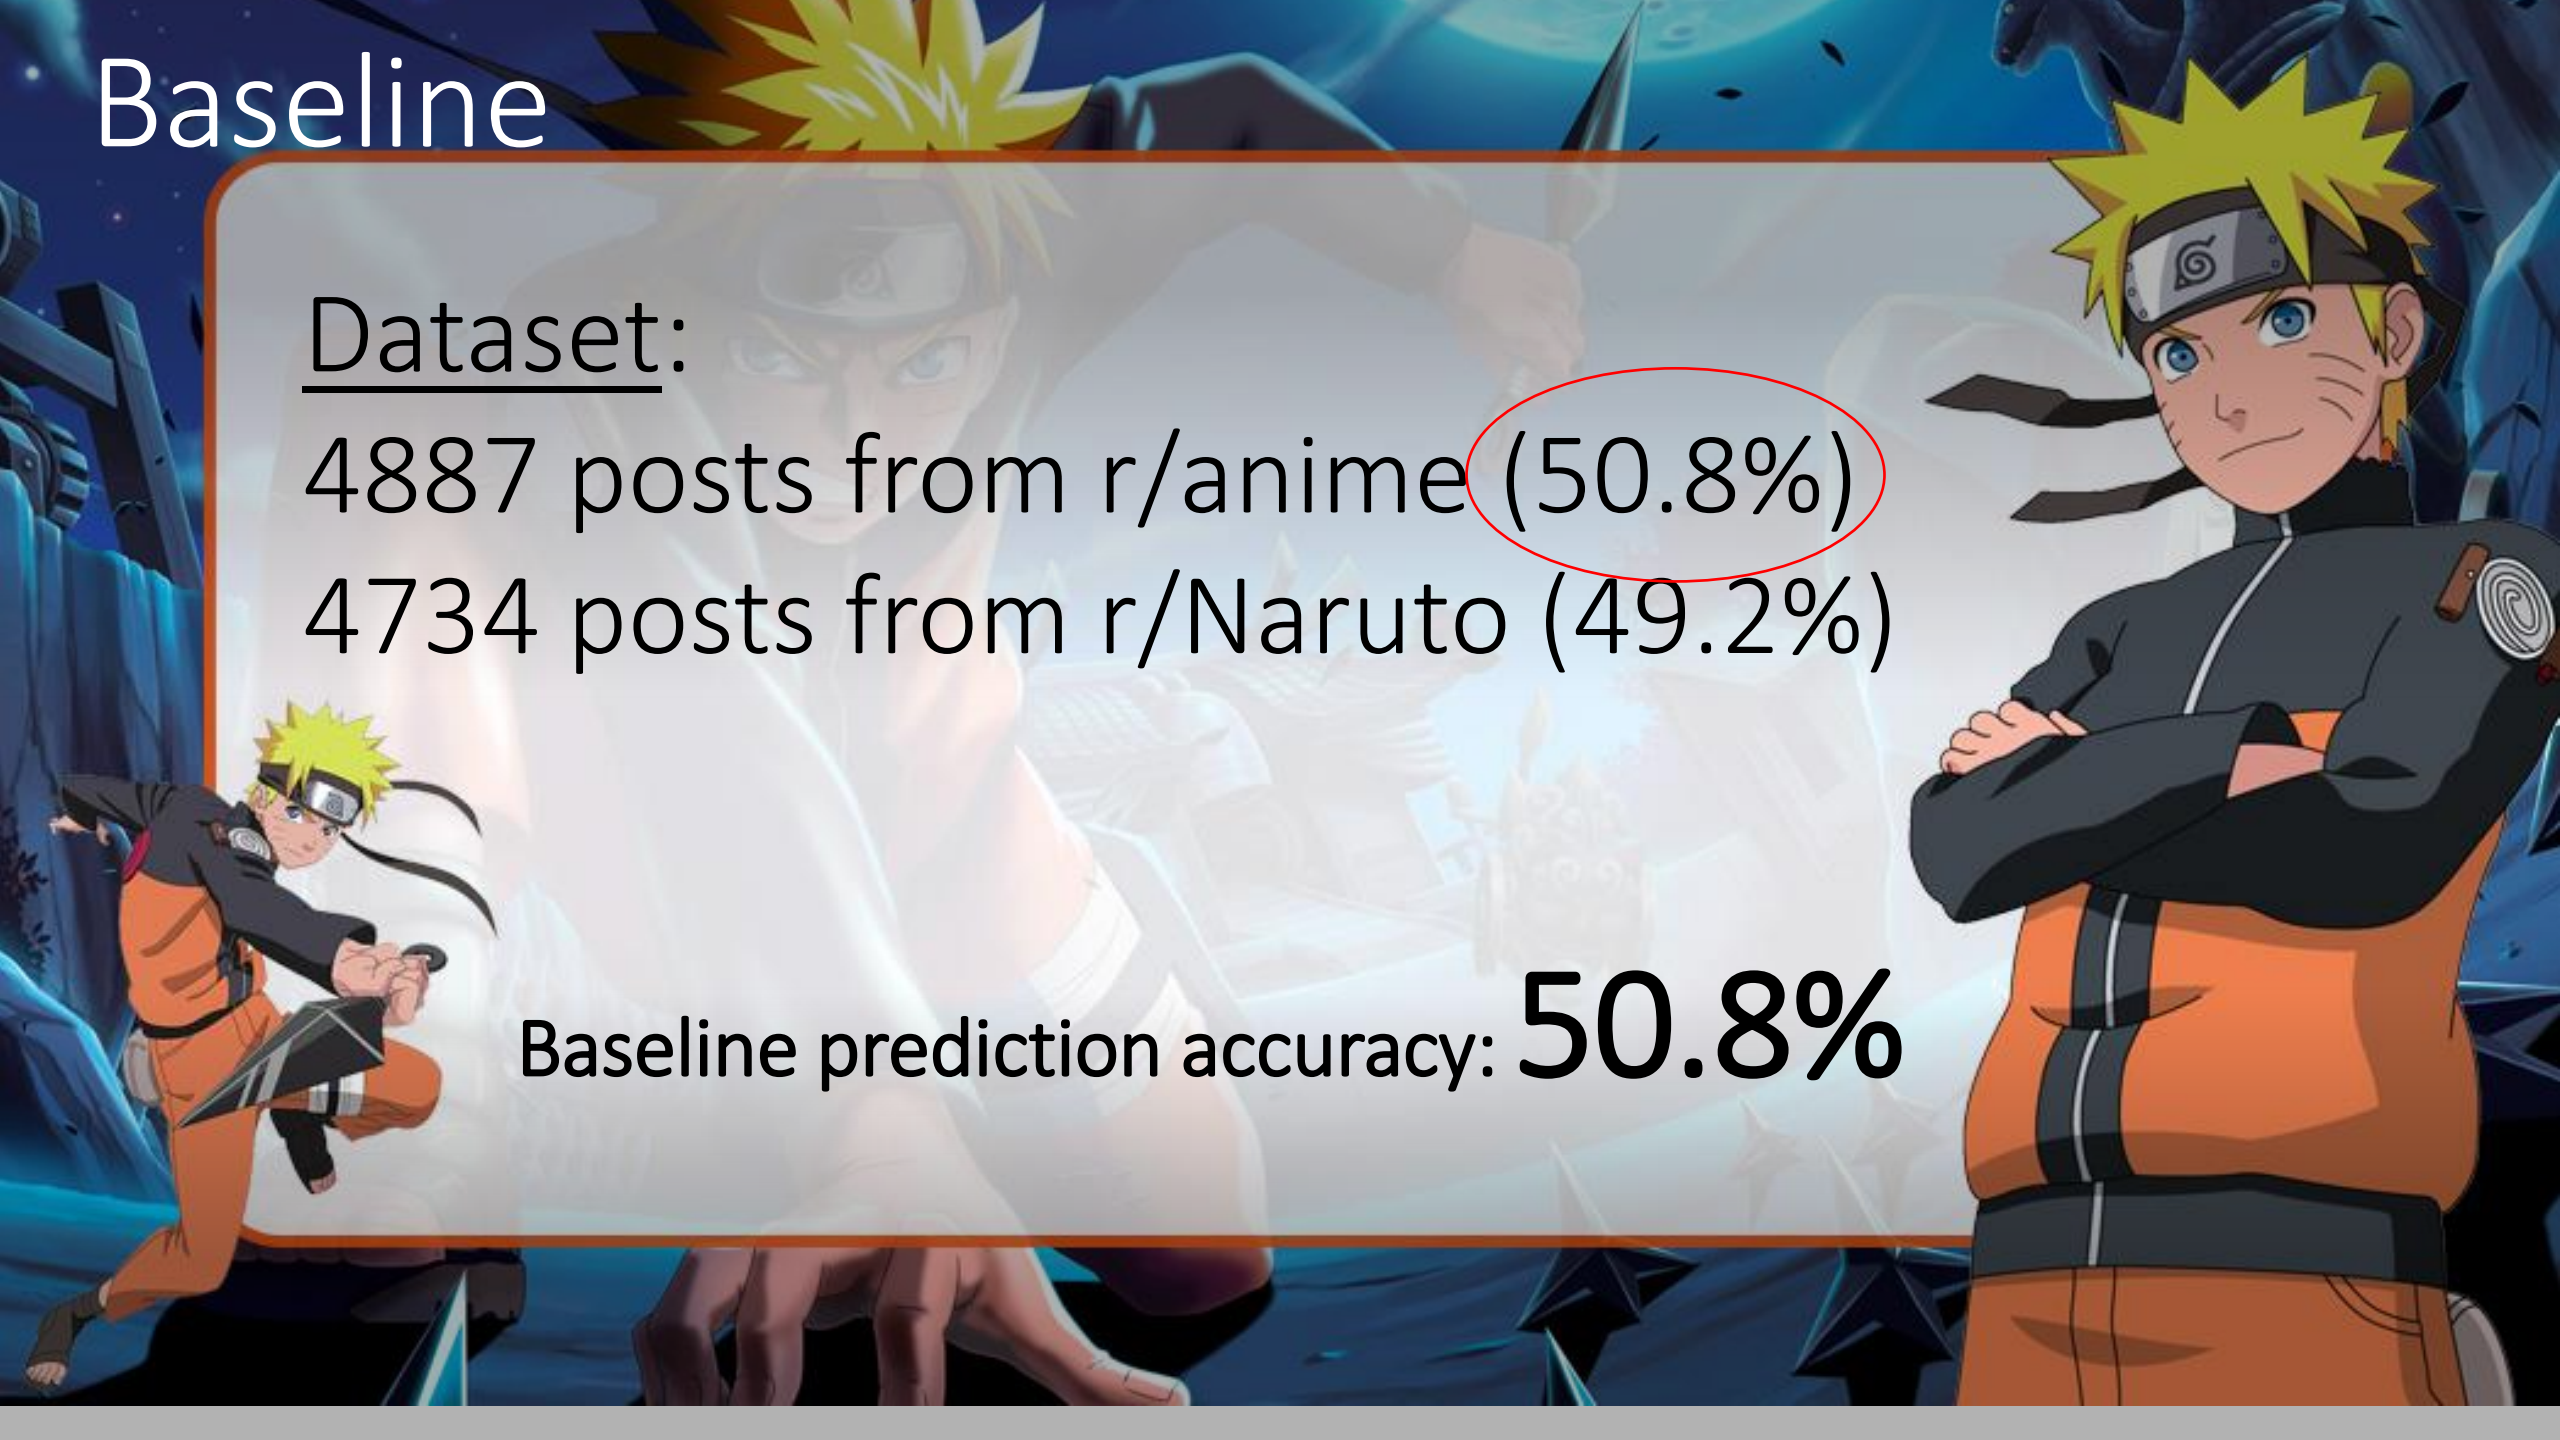 Baseline
Dataset:
4887 posts from r/anime (50.8%)
4734 posts from r/Naruto (49.2%)
Baseline prediction accuracy: 50.8%